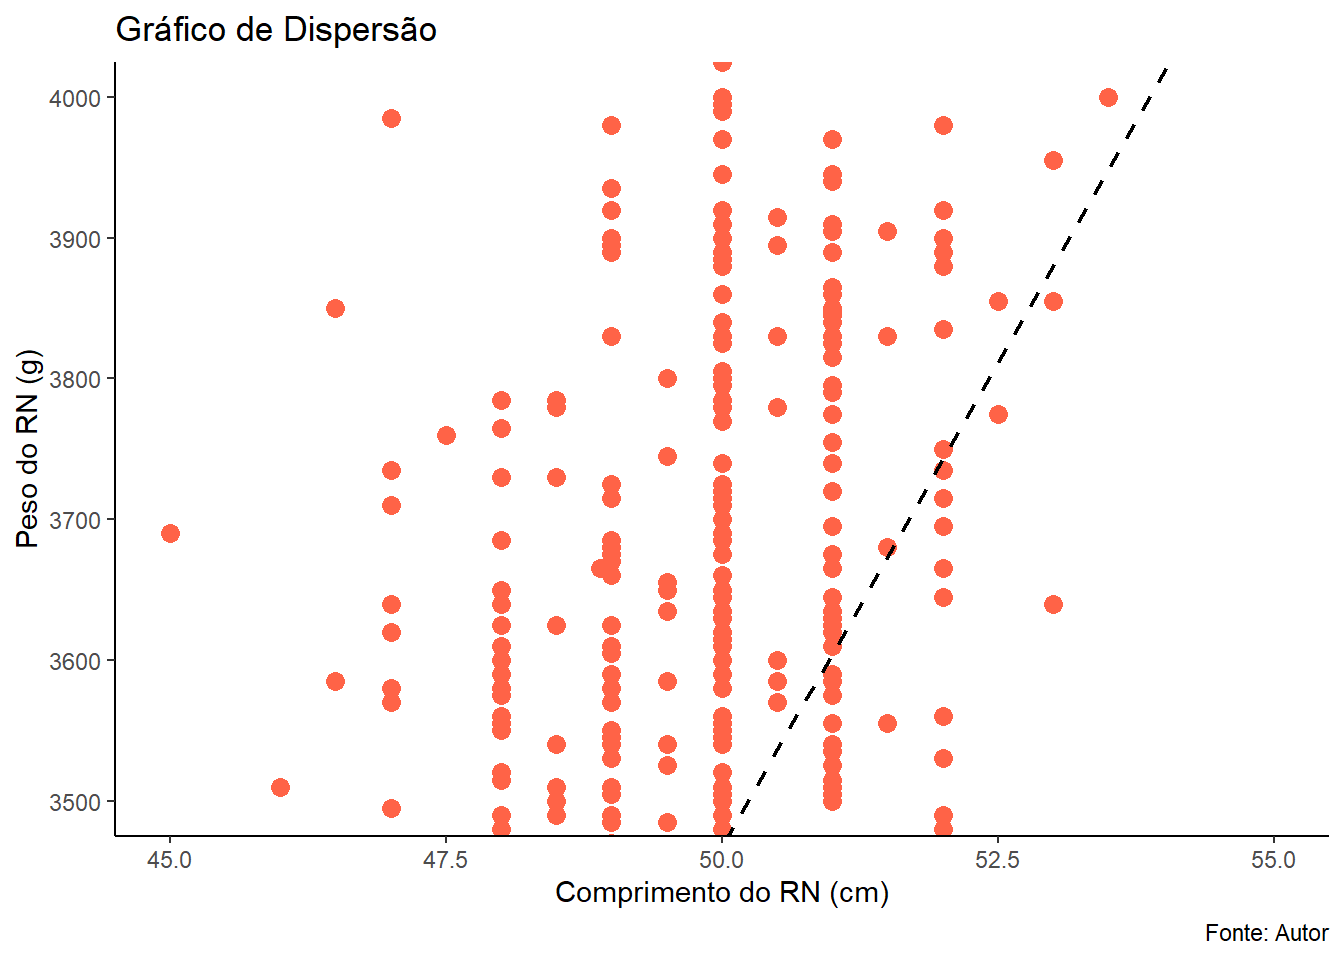 Gráfico de Dispersão
Peso do RN (g)
4000
3900
3800
3700
3600
3500
45.0 47.5 50.0 52.5 55.0
Comprimento do RN (cm)
Fonte: Autor